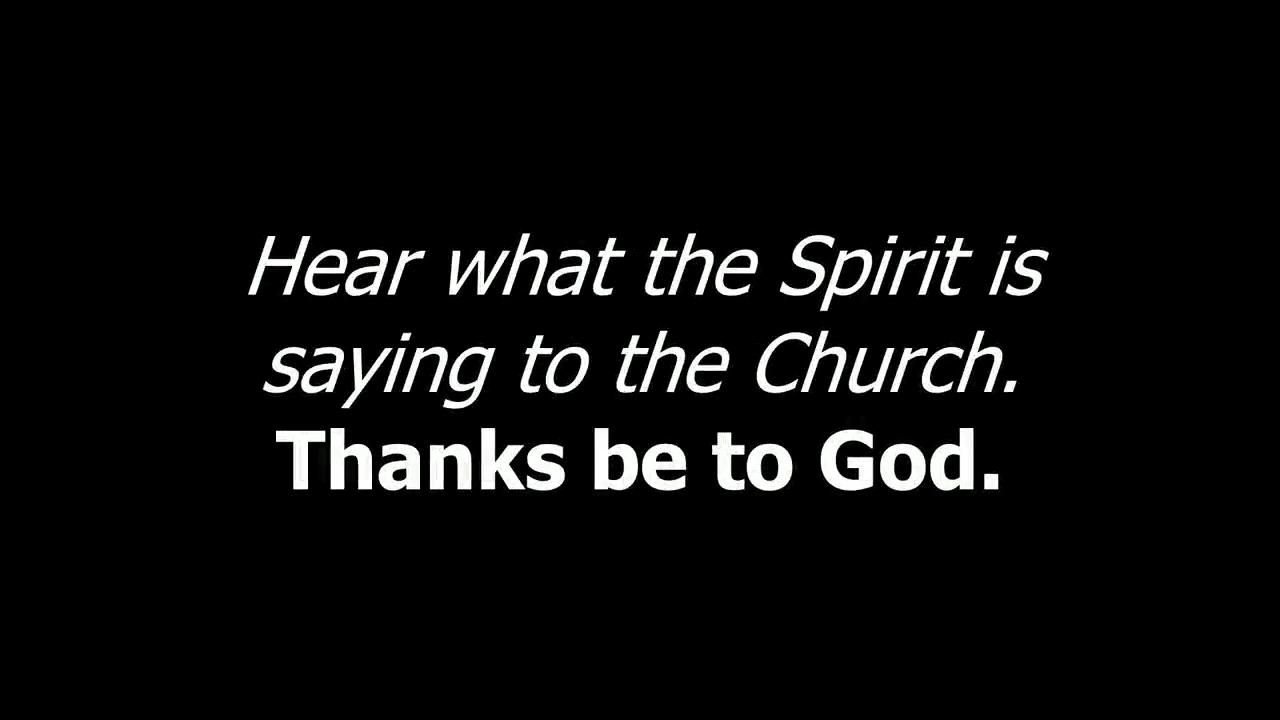 Hear what the Spirit is
saying to the Church.
Thanks be to God.